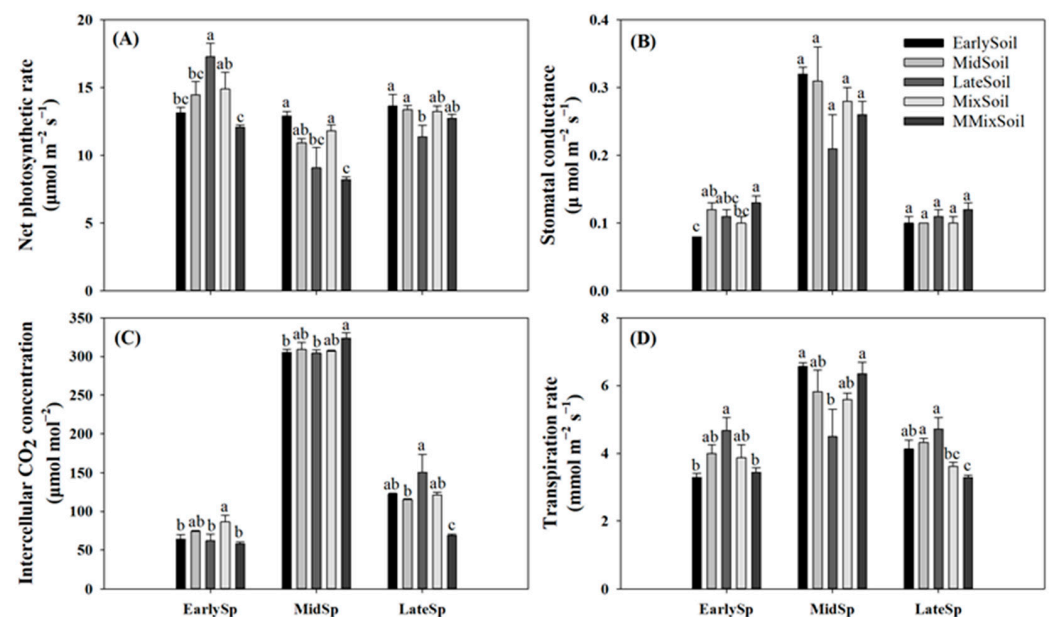 (A)
Net photosynthetic rate
(μmol m⁻² s⁻¹)
20
15
10
5
0
bc bc a ab c
a ab bc a c
a a b ab ab
(B)
Stomatal conductance
(μ mol m⁻² s⁻¹)
0.4
0.3
0.2
0.1
0.0
c ab abc bc a
a a a a a
a a a a a
EarlySoil
MidSoil
LateSoil
MixSoil
MMixSoil
(C)
Intercellular CO₂ concentration
(μmol mol⁻²)
350
300
250
200
150
100
50
0
b ab b a b
b ab b ab a
ab b a ab c
EarlySp MidSp LateSp
(D)
Transpiration rate
(mmol m⁻² s⁻¹)
8
6
4
2
0
b ab a ab b
a ab b ab a
ab a a bc c
EarlySp MidSp LateSp